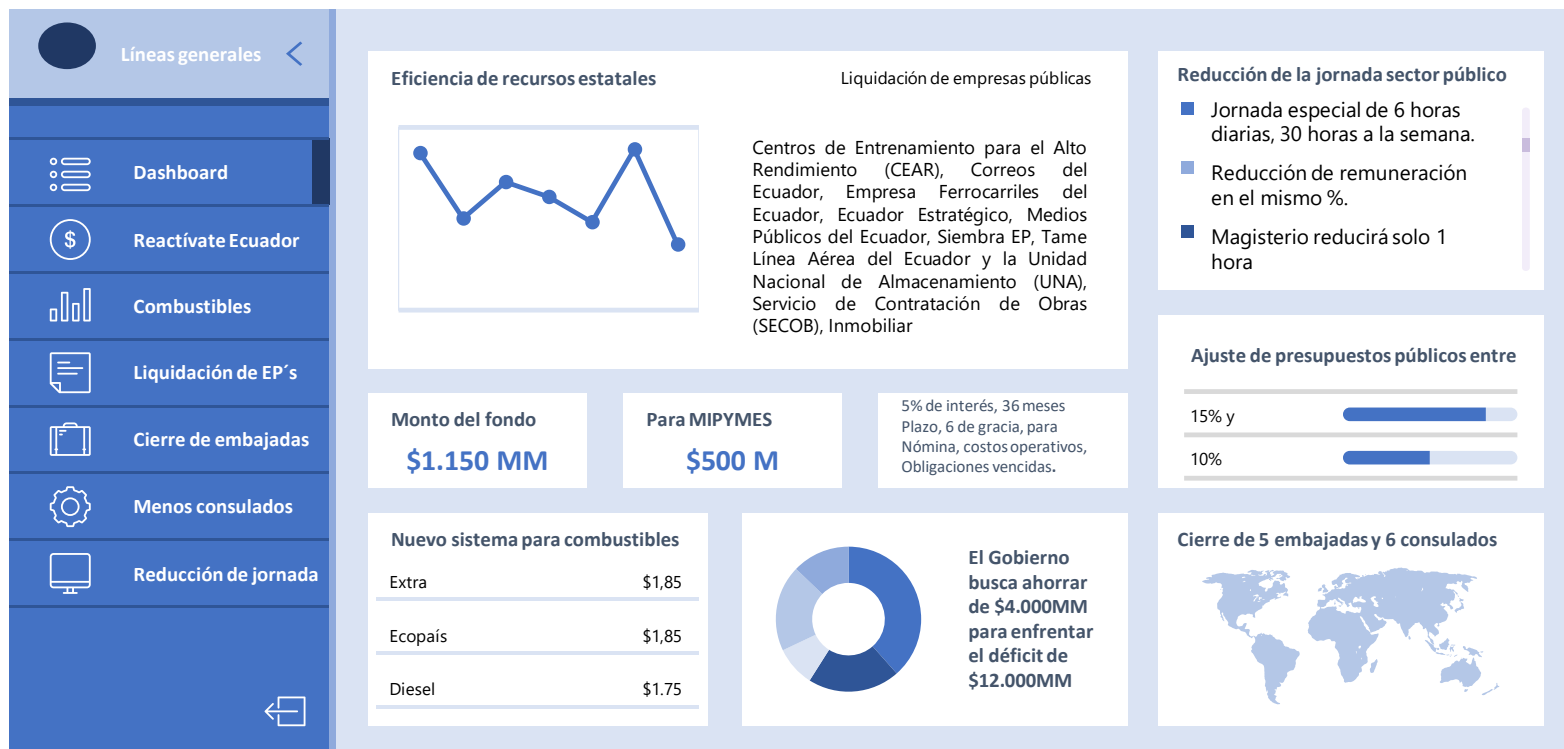 Líneas generales
Dashboard
Reactívate Ecuador
$
Combustibles
Liquidación de EP´s
Cierre de embajadas
Menos consulados
Reducción de jornada
Eficiencia de recursos estatales
Liquidación de empresas públicas
Centros de Entrenamiento para el Alto
Rendimiento (CEAR), Correos del
Ecuador, Empresa Ferrocarriles del
Ecuador, Ecuador Estratégico, Medios
Públicos del Ecuador, Siembra EP, Tame
Línea Aérea del Ecuador y la Unidad
Nacional de Almacenamiento (UNA),
Servicio de Contratación de Obras
(SECOB), Inmobiliar
Reducción de la jornada sector público
Jornada especial de 6 horas
diarias, 30 horas a la semana.
Reducción de remuneración
en el mismo %.
Magisterio reducirá solo 1
hora
Ajuste de presupuestos públicos entre
15% y
10%
Monto del fondo
$1.150 MM
Para MIPYMES
$500 M
5% de interés, 36 meses
Plazo, 6 de gracia, para
Nómina, costos operativos,
Obligaciones vencidas.
Nuevo sistema para combustibles
Extra $1,85
Ecopaís $1,85
Diesel $1.75
El Gobierno
busca ahorrar
de $4.000MM
para enfrentar
el déficit de
$12.000MM
Cierre de 5 embajadas y 6 consulados